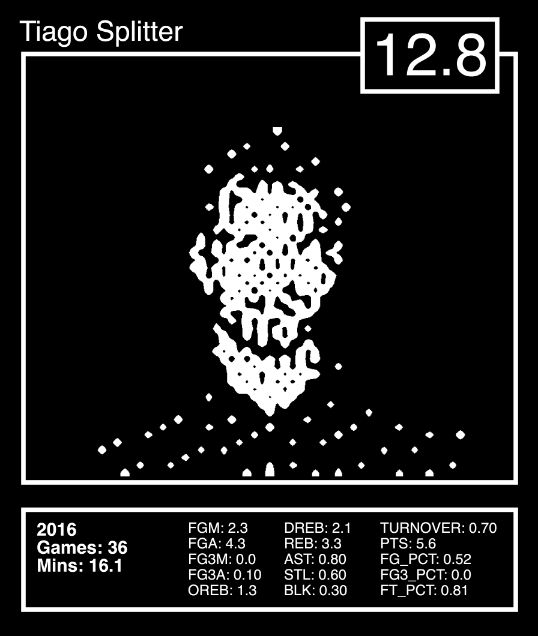 Tiago Splitter
12.8
2016
Games: 36
Mins: 16.1
FGM: 2.3
FGA: 4.3
FG3M: 0.0
FG3A: 0.10
OREB: 1.3
DREB: 2.1
REB: 3.3
AST: 0.80
STL: 0.60
BLK: 0.30
TURNOVER: 0.70
PTS: 5.6
FG_PCT: 0.52
FG3_PCT: 0.0
FT_PCT: 0.81